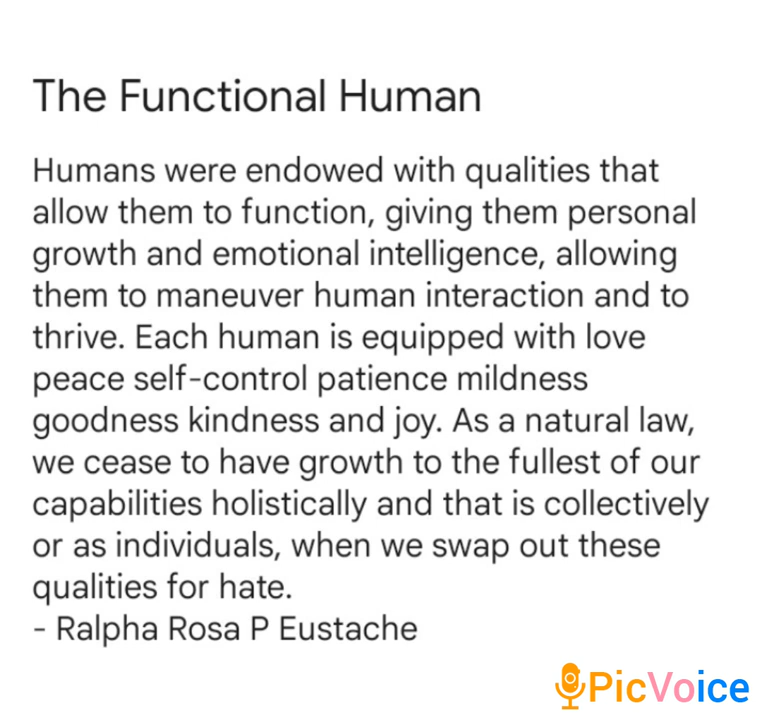 The Functional Human
Humans were endowed with qualities that
allow them to function, giving them personal
growth and emotional intelligence, allowing
them to maneuver human interaction and to
thrive. Each human is equipped with love
peace self-control patience mildness
goodness kindness and joy. As a natural law,
we cease to have growth to the fullest of our
capabilities holistically and that is collectively
or as individuals, when we swap out these
qualities for hate.
- Ralpha Rosa P Eustache
PicVoice